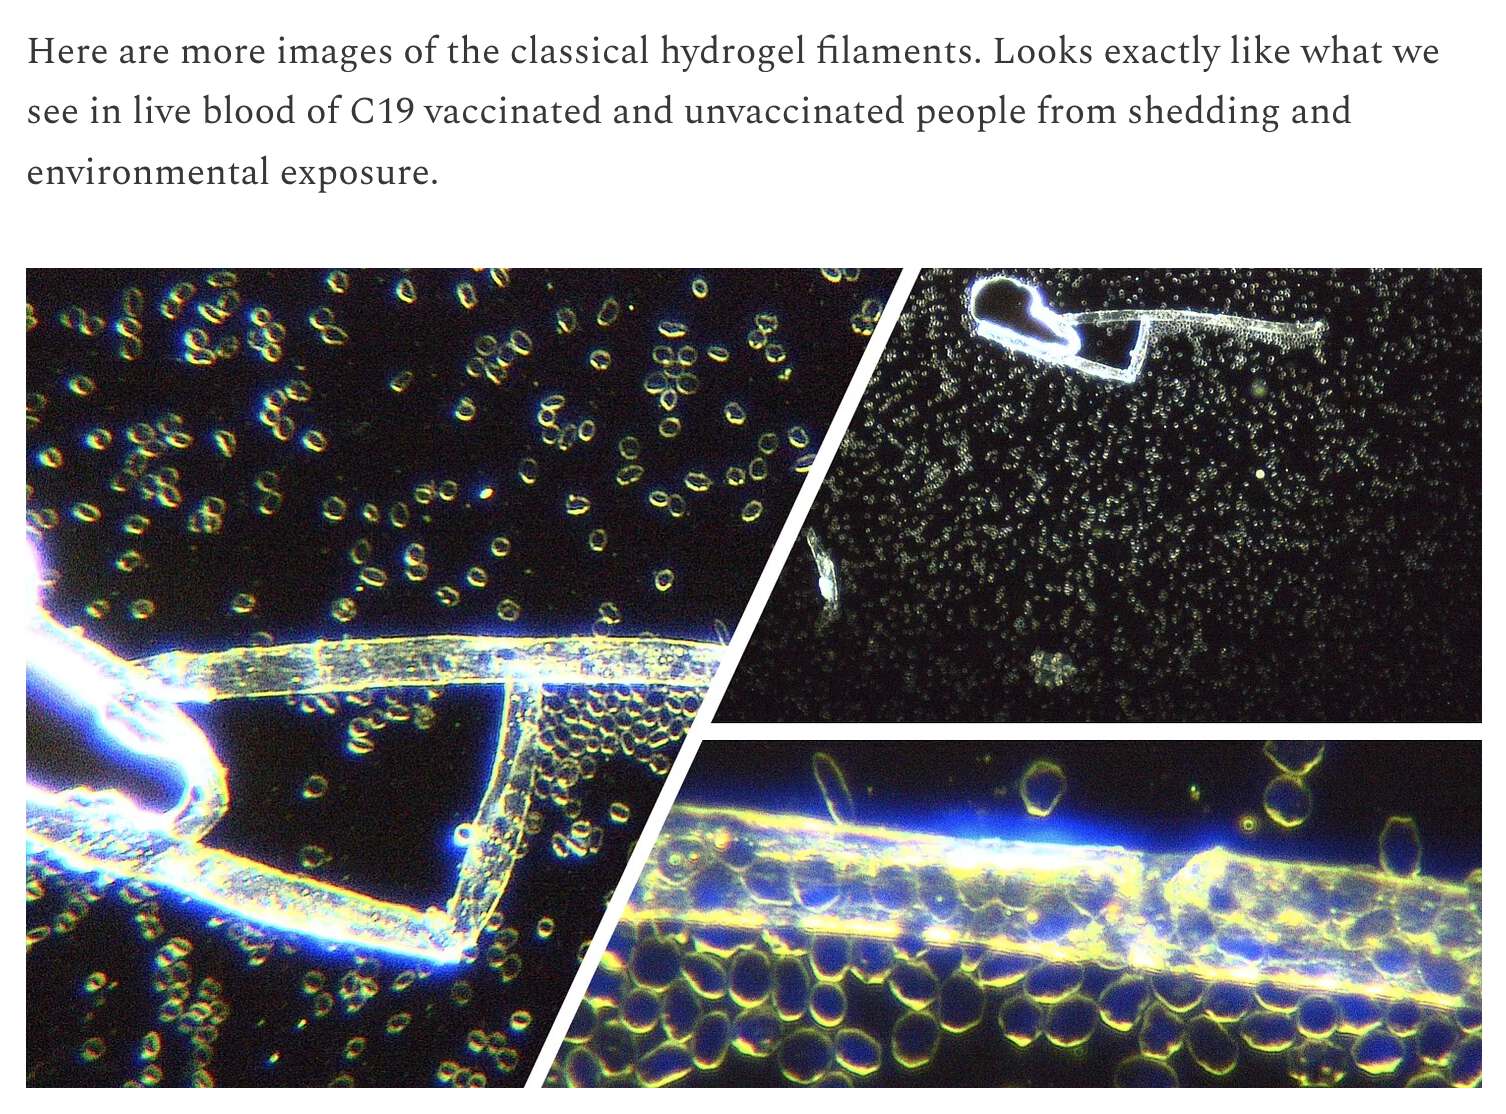 Here are more images of the classical hydrogel filaments. Looks exactly like what we
see in live blood of C19 vaccinated and unvaccinated people from shedding and
environmental exposure.